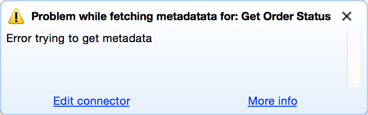 Problem while fetching metadatata for: Get Order Status
Error trying to get metadata
Edit connector
More info